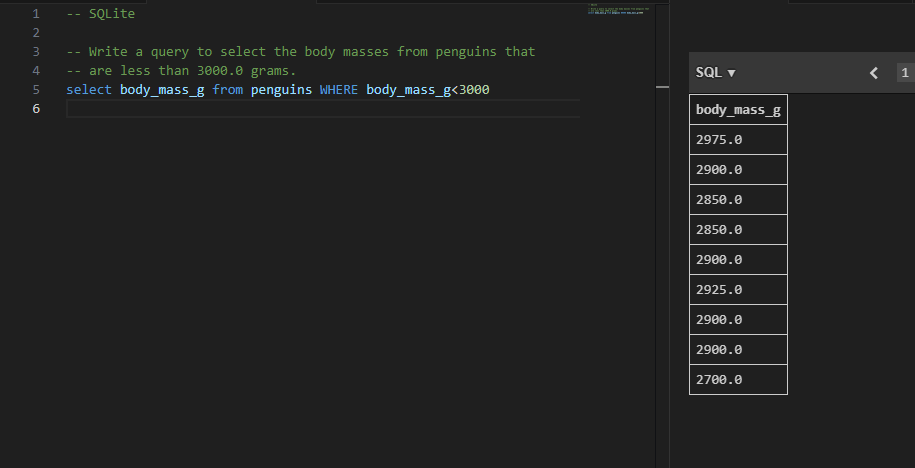 1 -- SQLite
2
3 -- Write a query to select the body masses from penguins that
4 -- are less than 3000.0 grams.
5 select body_mass_g from penguins WHERE body_mass_g<3000
6
SQL ▼ < 1
body_mass_g
2975.0
2900.0
2850.0
2850.0
2900.0
2925.0
2900.0
2900.0
2700.0